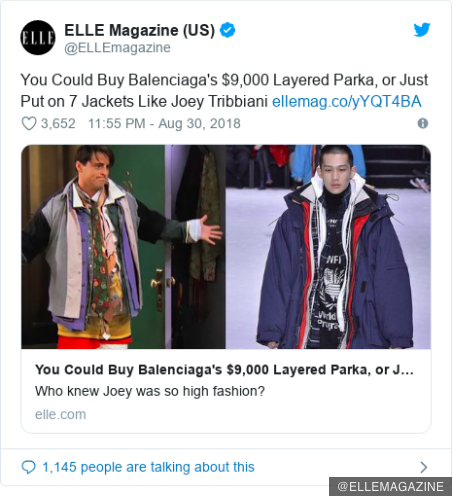 ELLE
ELLE Magazine (US)
@ELLEmagazine
You Could Buy Balenciaga's $9,000 Layered Parka, or Just
Put on 7 Jackets Like Joey Tribbiani ellemag.co/yYQT4BA
3,652 11:55 PM - Aug 30, 2018
WF
World
You Could Buy Balenciaga's $9,000 Layered Parka, or J…
Who knew Joey was so high fashion?
elle.com
1,145 people are talking about this
@ELLEMAGAZINE